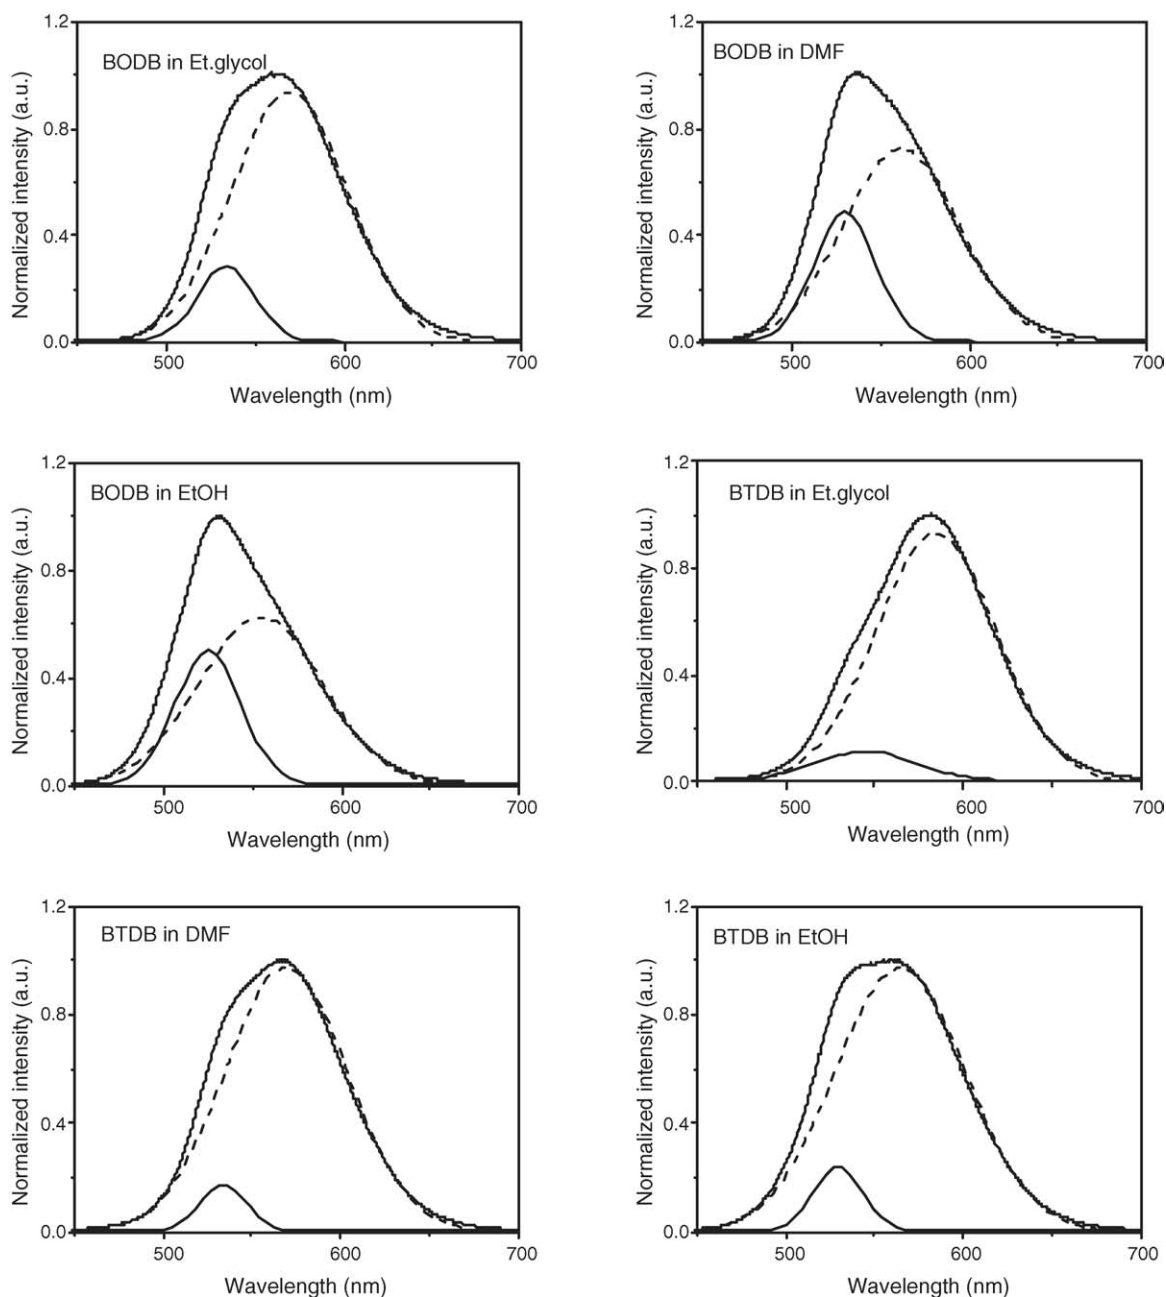 BODB in Et.glycol
Normalized intensity (a.u.)
1.2
0.8
0.4
0.0
500
600
700
Wavelength (nm)
BODB in DMF
Normalized intensity (a.u.)
1.2
0.8
0.4
0.0
500
600
700
Wavelength (nm)
BODB in EtOH
Normalized intensity (a.u.)
1.2
0.8
0.4
0.0
500
600
700
Wavelength (nm)
BTDB in Et.glycol
Normalized intensity (a.u.)
1.2
0.8
0.4
0.0
500
600
700
Wavelength (nm)
BTDB in DMF
Normalized intensity (a.u.)
1.2
0.8
0.4
0.0
500
600
700
Wavelength (nm)
BTDB in EtOH
Normalized intensity (a.u.)
1.2
0.8
0.4
0.0
500
600
700
Wavelength (nm)